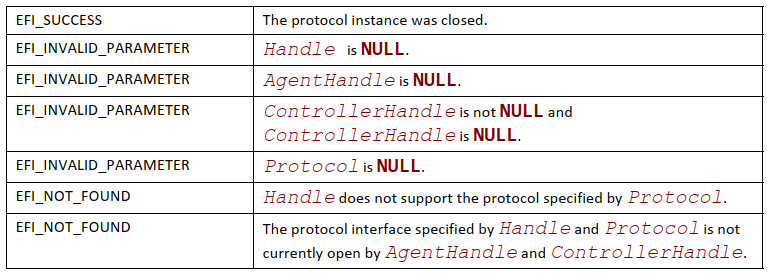 EFI_SUCCESS The protocol instance was closed.
EFI_INVALID_PARAMETER Handle is NULL.
EFI_INVALID_PARAMETER AgentHandle is NULL.
EFI_INVALID_PARAMETER ControllerHandle is not NULL and
ControllerHandle is NULL.
EFI_INVALID_PARAMETER Protocol is NULL.
EFI_NOT_FOUND Handle does not support the protocol specified by Protocol.
EFI_NOT_FOUND The protocol interface specified by Handle and Protocol is not
currently open by AgentHandle and ControllerHandle.